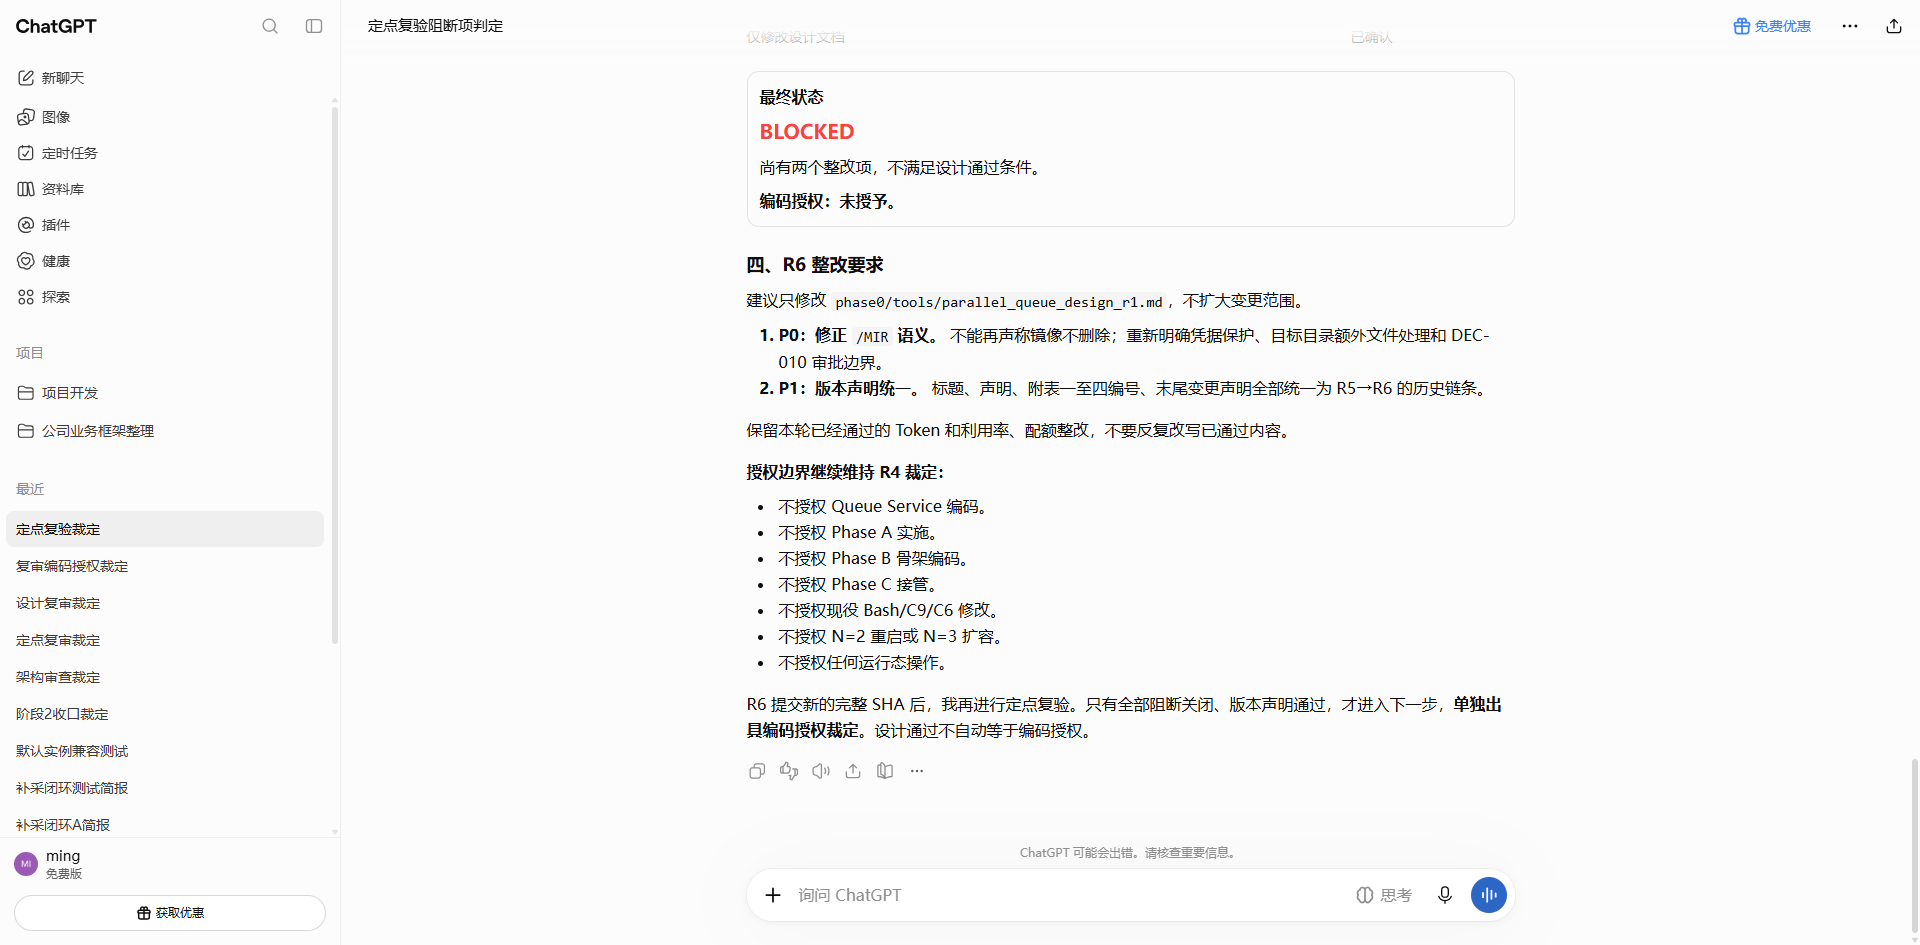 ChatGPT
新聊天
图像
定时任务
资料库
插件
健康
探索
项目
项目开发
公司业务框架整理
最近
定点复验裁定
复审编码授权裁定
设计复审裁定
定点复审裁定
架构审查裁定
阶段2收口裁定
默认实例兼容测试
补采闭环测试简报
补采闭环A简报
MI
ming
免费版
获取优惠
定点复验阻断项判定
免费优惠
仅修改设计文档 已确认
最终状态
BLOCKED
尚有两个整改项，不满足设计通过条件。
编码授权：未授予。
四、R6 整改要求
建议只修改 phase0/tools/parallel_queue_design_r1.md，不扩大变更范围。
1. P0：修正 /MIR 语义。 不能再声称镜像不删除；重新明确凭据保护、目标目录额外文件处理和 DEC-
010 审批边界。
2. P1：版本声明统一。 标题、声明、附表一至四编号、末尾变更声明全部统一为 R5→R6 的历史链条。
保留本轮已经通过的 Token 和利用率、配额整改，不要反复改写已通过内容。
授权边界继续维持 R4 裁定：
• 不授权 Queue Service 编码。
• 不授权 Phase A 实施。
• 不授权 Phase B 骨架编码。
• 不授权 Phase C 接管。
• 不授权现役 Bash/C9/C6 修改。
• 不授权 N=2 重启或 N=3 扩容。
• 不授权任何运行态操作。
R6 提交新的完整 SHA 后，我再进行定点复验。只有全部阻断关闭、版本声明通过，才进入下一步，单独出
具编码授权裁定。设计通过不自动等于编码授权。
ChatGPT 可能会出错。请核查重要信息。
询问 ChatGPT
思考